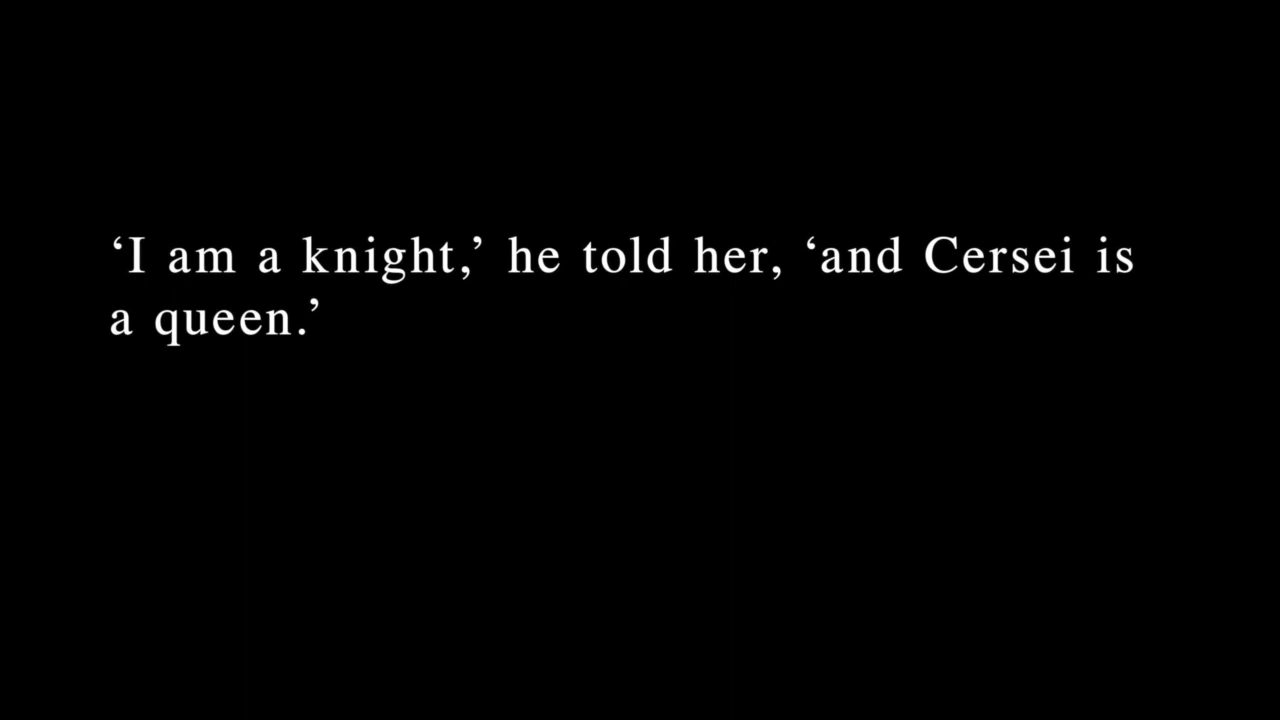 ‘I am a knight,’ he told her, ‘and Cersei is
a queen.’